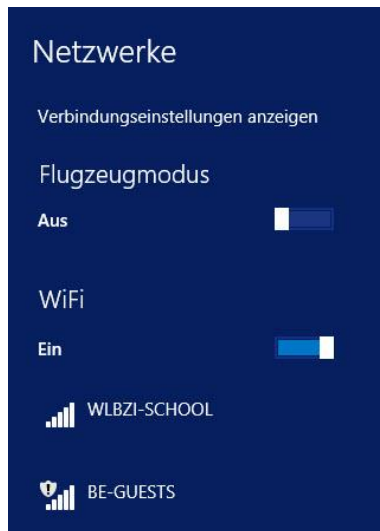 Netzwerke
Verbindungseinstellungen anzeigen
Flugzeugmodus
Aus
WiFi
Ein
WLBZI-SCHOOL
BE-GUESTS